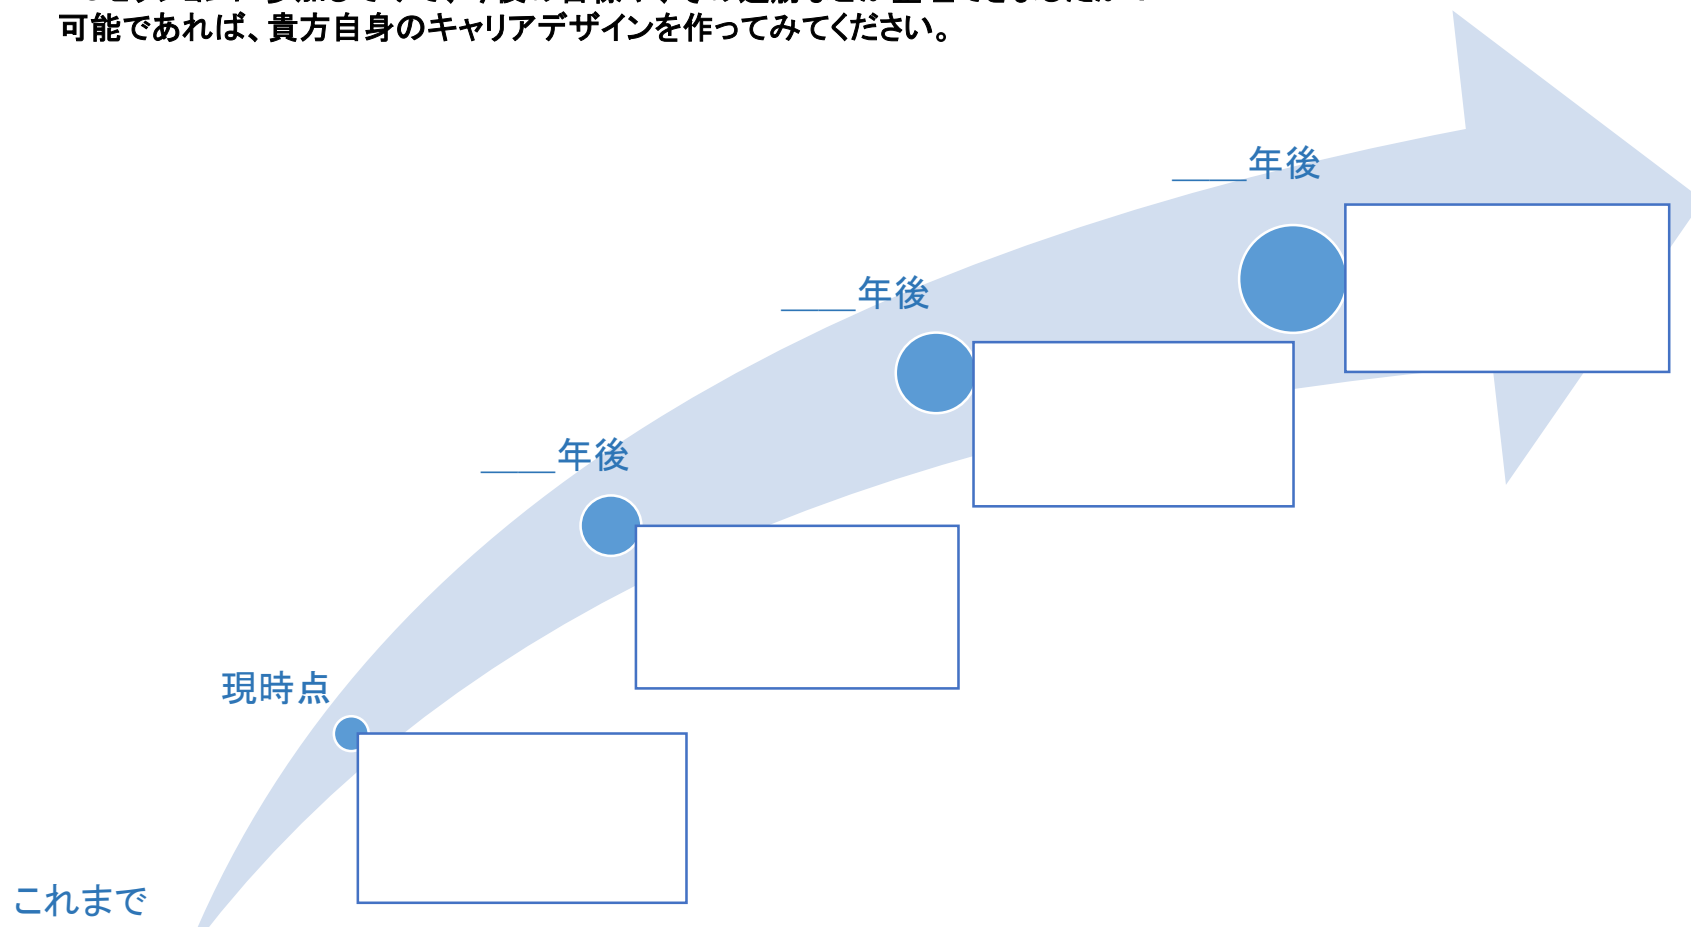 可能であれば、貴方自身のキャリアデザインを作ってみてください。
____年後
____年後
____年後
現時点
これまで